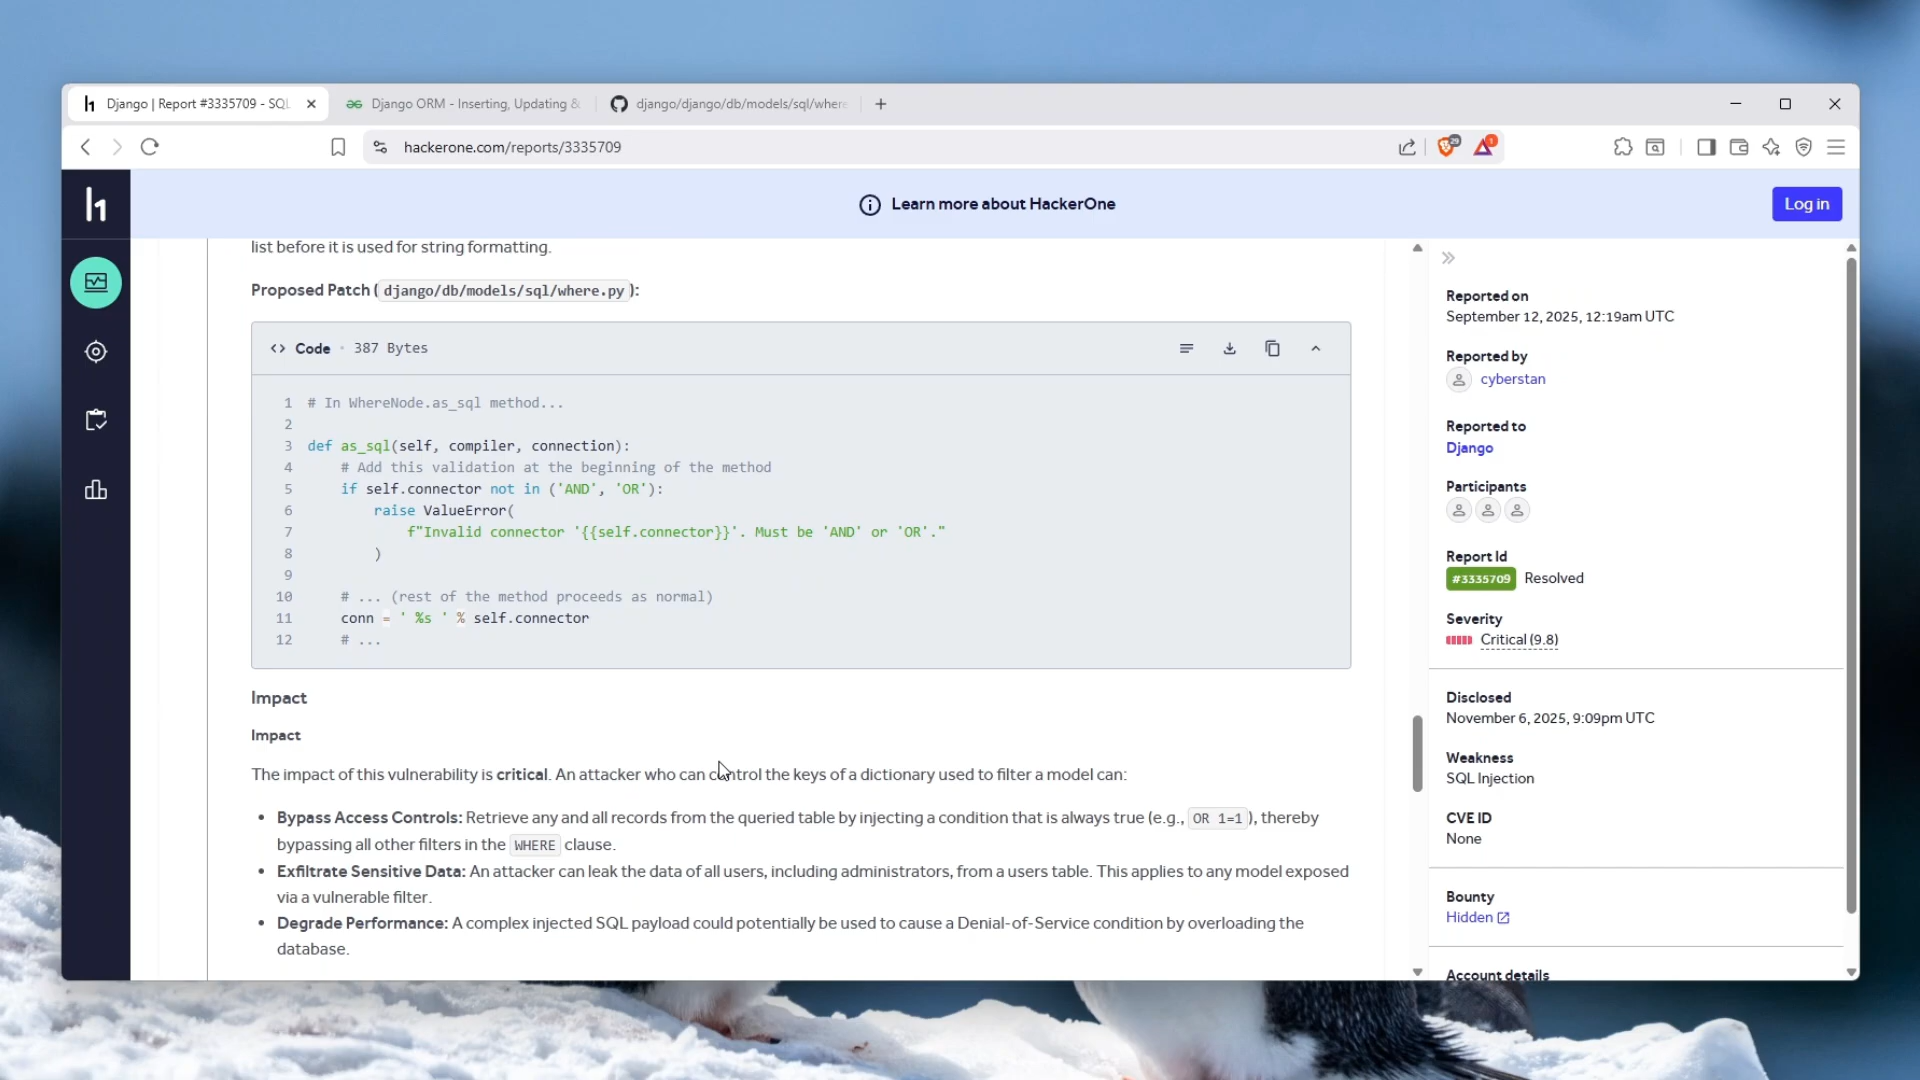 Django | Report #3335709 - SQL
Django ORM - Inserting, Updating &
django/django/db/models/sql/where
hackerone.com/reports/3335709
Learn more about HackerOne
Log in
list before it is used for string formatting.
Proposed Patch ( django/db/models/sql/where.py ):
<> Code · 387 Bytes
1 # In WhereNode.as_sql method...
2
3 def as_sql(self, compiler, connection):
4     # Add this validation at the beginning of the method
5     if self.connector not in ('AND', 'OR'):
6         raise ValueError(
7             f"Invalid connector '{{self.connector}}'. Must be 'AND' or 'OR'."
8         )
9
10     # ... (rest of the method proceeds as normal)
11     conn = ' %s ' % self.connector
12     # ...
Impact
Impact
The impact of this vulnerability is critical. An attacker who can control the keys of a dictionary used to filter a model can:
• Bypass Access Controls: Retrieve any and all records from the queried table by injecting a condition that is always true (e.g., OR 1=1 ), thereby
bypassing all other filters in the WHERE clause.
• Exfiltrate Sensitive Data: An attacker can leak the data of all users, including administrators, from a users table. This applies to any model exposed
via a vulnerable filter.
• Degrade Performance: A complex injected SQL payload could potentially be used to cause a Denial-of-Service condition by overloading the
database.
Reported on
September 12, 2025, 12:19am UTC
Reported by
cyberstan
Reported to
Django
Participants
Report Id
#3335709 Resolved
Severity
Critical (9.8)
Disclosed
November 6, 2025, 9:09pm UTC
Weakness
SQL Injection
CVE ID
None
Bounty
Hidden
Account details